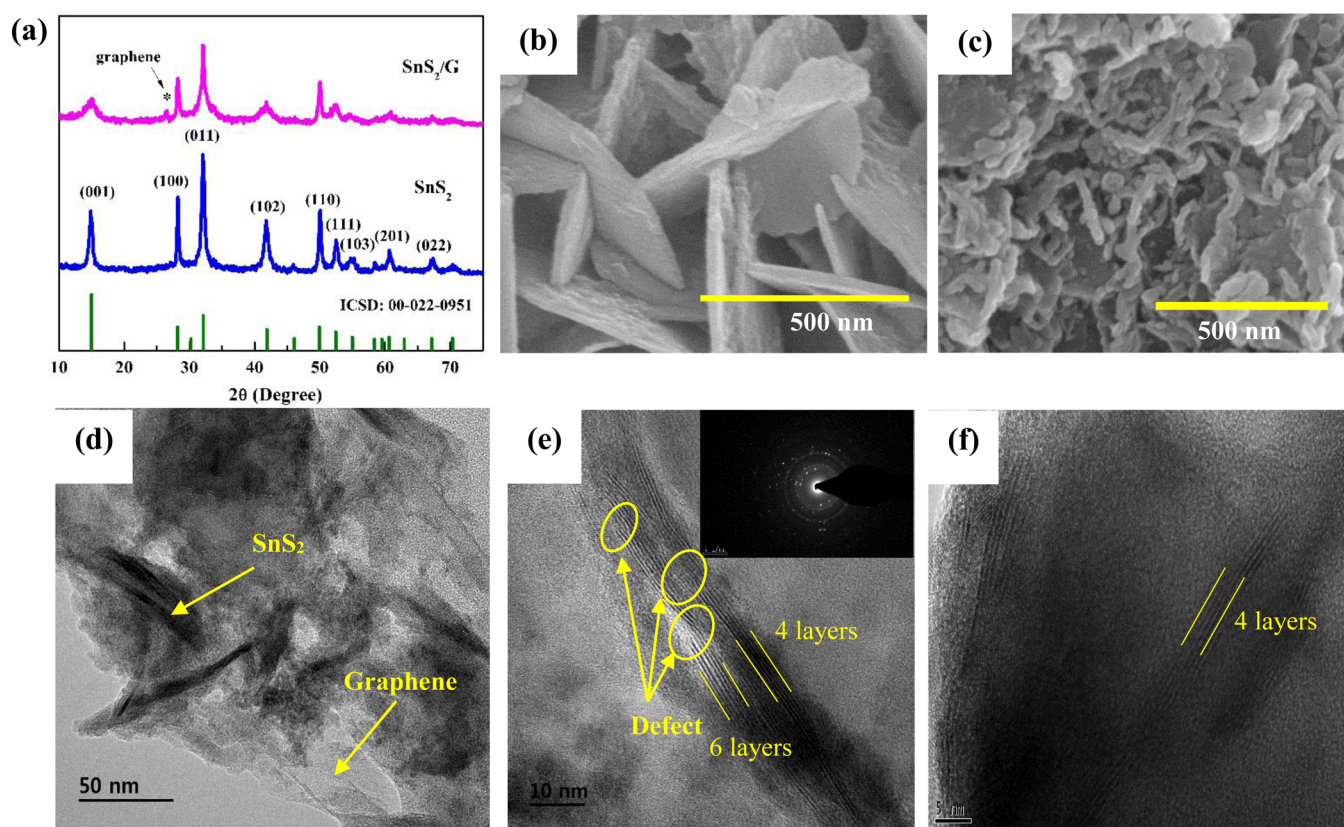 (a)
graphene
*
SnS₂/G
(011)
(001)
(100)
SnS₂
(102)
(110)
(111)
(103)
(201)
(022)
ICSD: 00-022-0951
10 20 30 40 50 60 70
2θ (Degree)
(b)
500 nm
(c)
500 nm
(d)
SnS₂
Graphene
50 nm
(e)
4 layers
Defect
6 layers
10 nm
(f)
4 layers
5 nm